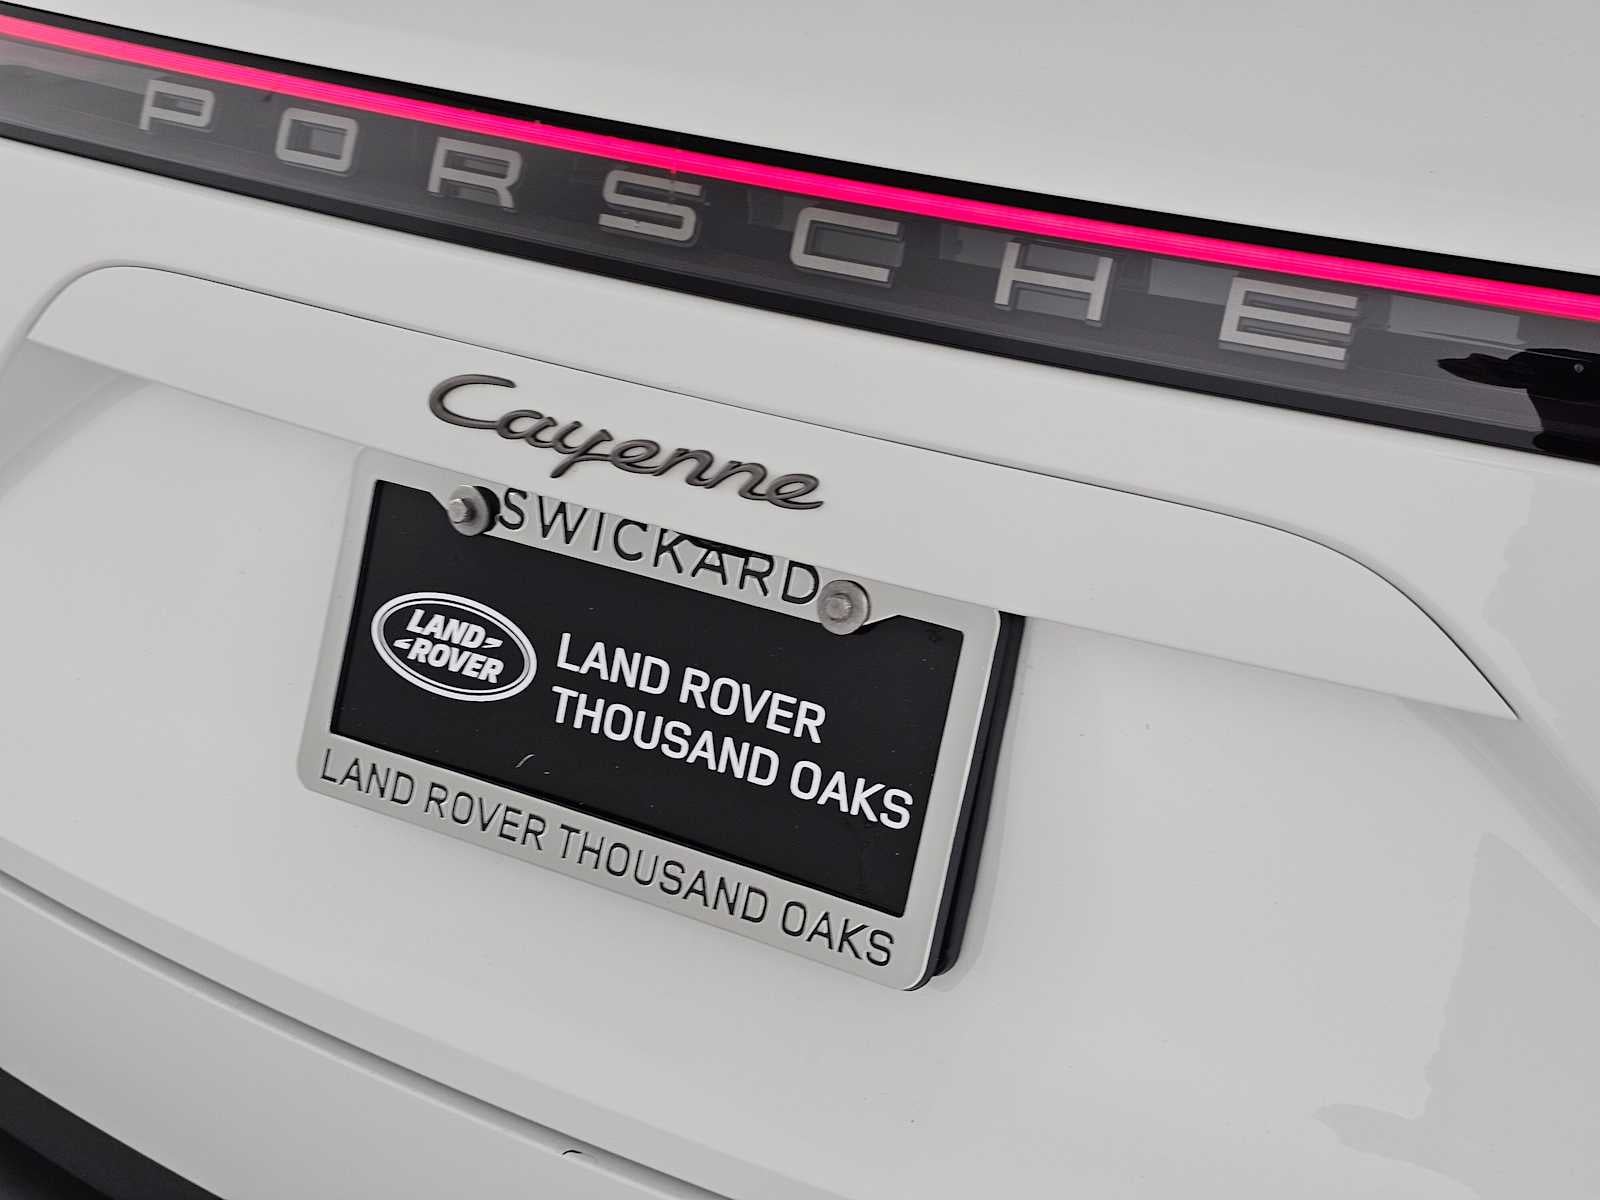 PORSCHE
Cayenne
SWICKARD
LAND
ROVER
LAND ROVER
THOUSAND OAKS
LAND ROVER THOUSAND OAKS